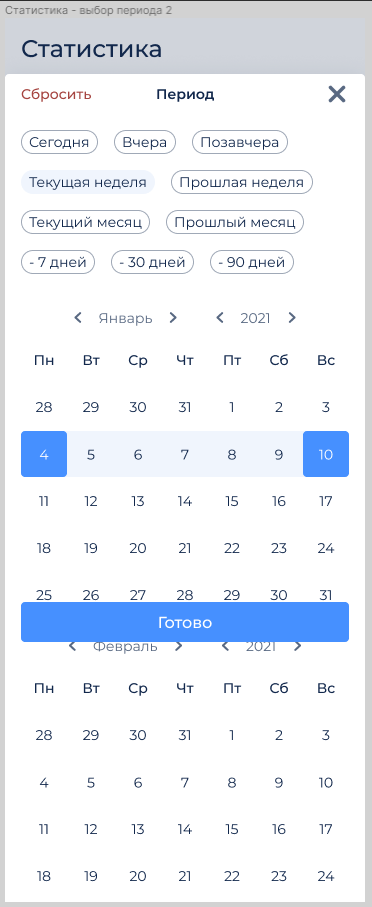 Статистика - выбор периода 2
Статистика
Сбросить Период
Сегодня Вчера Позавчера
Текущая неделя Прошлая неделя
Текущий месяц Прошлый месяц
- 7 дней - 30 дней - 90 дней
Январь 2021
Пн Вт Ср Чт Пт Сб Вс
28 29 30 31 1 2 3
4 5 6 7 8 9 10
11 12 13 14 15 16 17
18 19 20 21 22 23 24
25 26 27 28 29 30 31
Готово
Февраль 2021
Пн Вт Ср Чт Пт Сб Вс
28 29 30 31 1 2 3
4 5 6 7 8 9 10
11 12 13 14 15 16 17
18 19 20 21 22 23 24